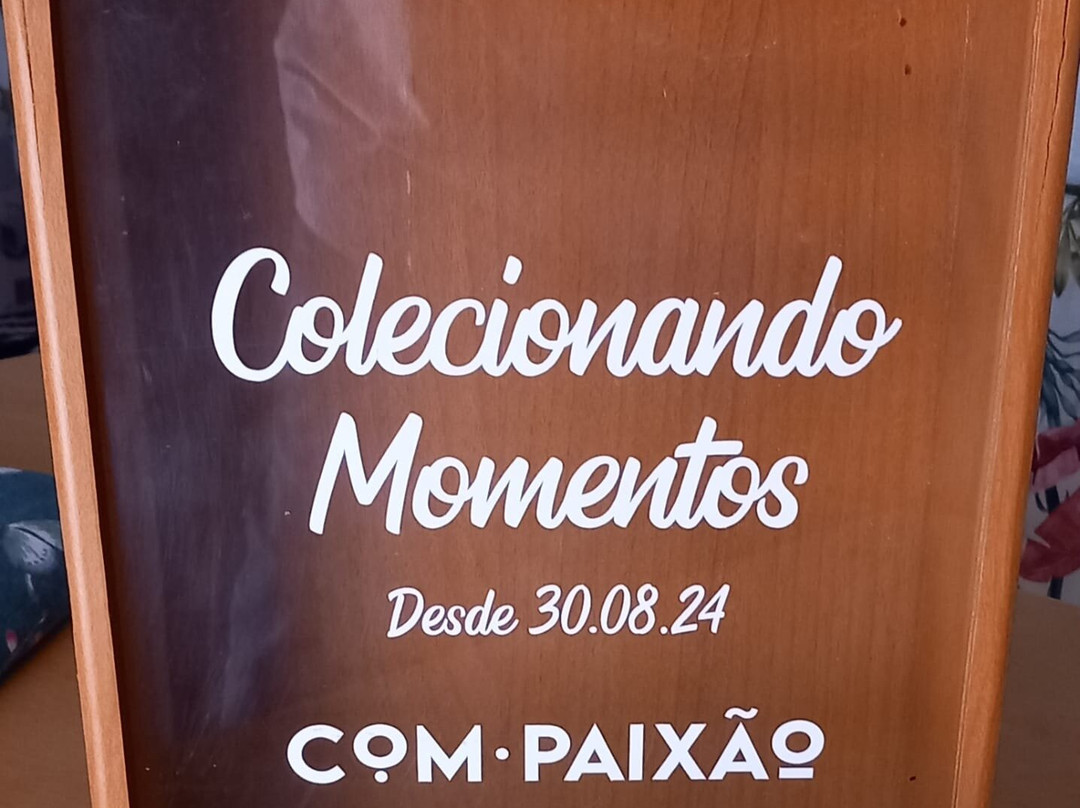 Colecionando
Momentos
Desde 30.08.24
COM·PAIXÃO